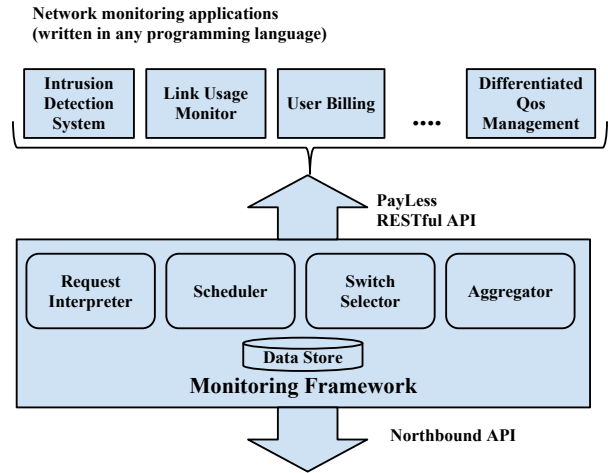 Network monitoring applications
(written in any programming language)
Intrusion
Detection
System
Link Usage
Monitor
User Billing
....
Differentiated
Qos
Management
PayLess
RESTful API
Request
Interpreter
Scheduler
Switch
Selector
Aggregator
Data Store
Monitoring Framework
Northbound API